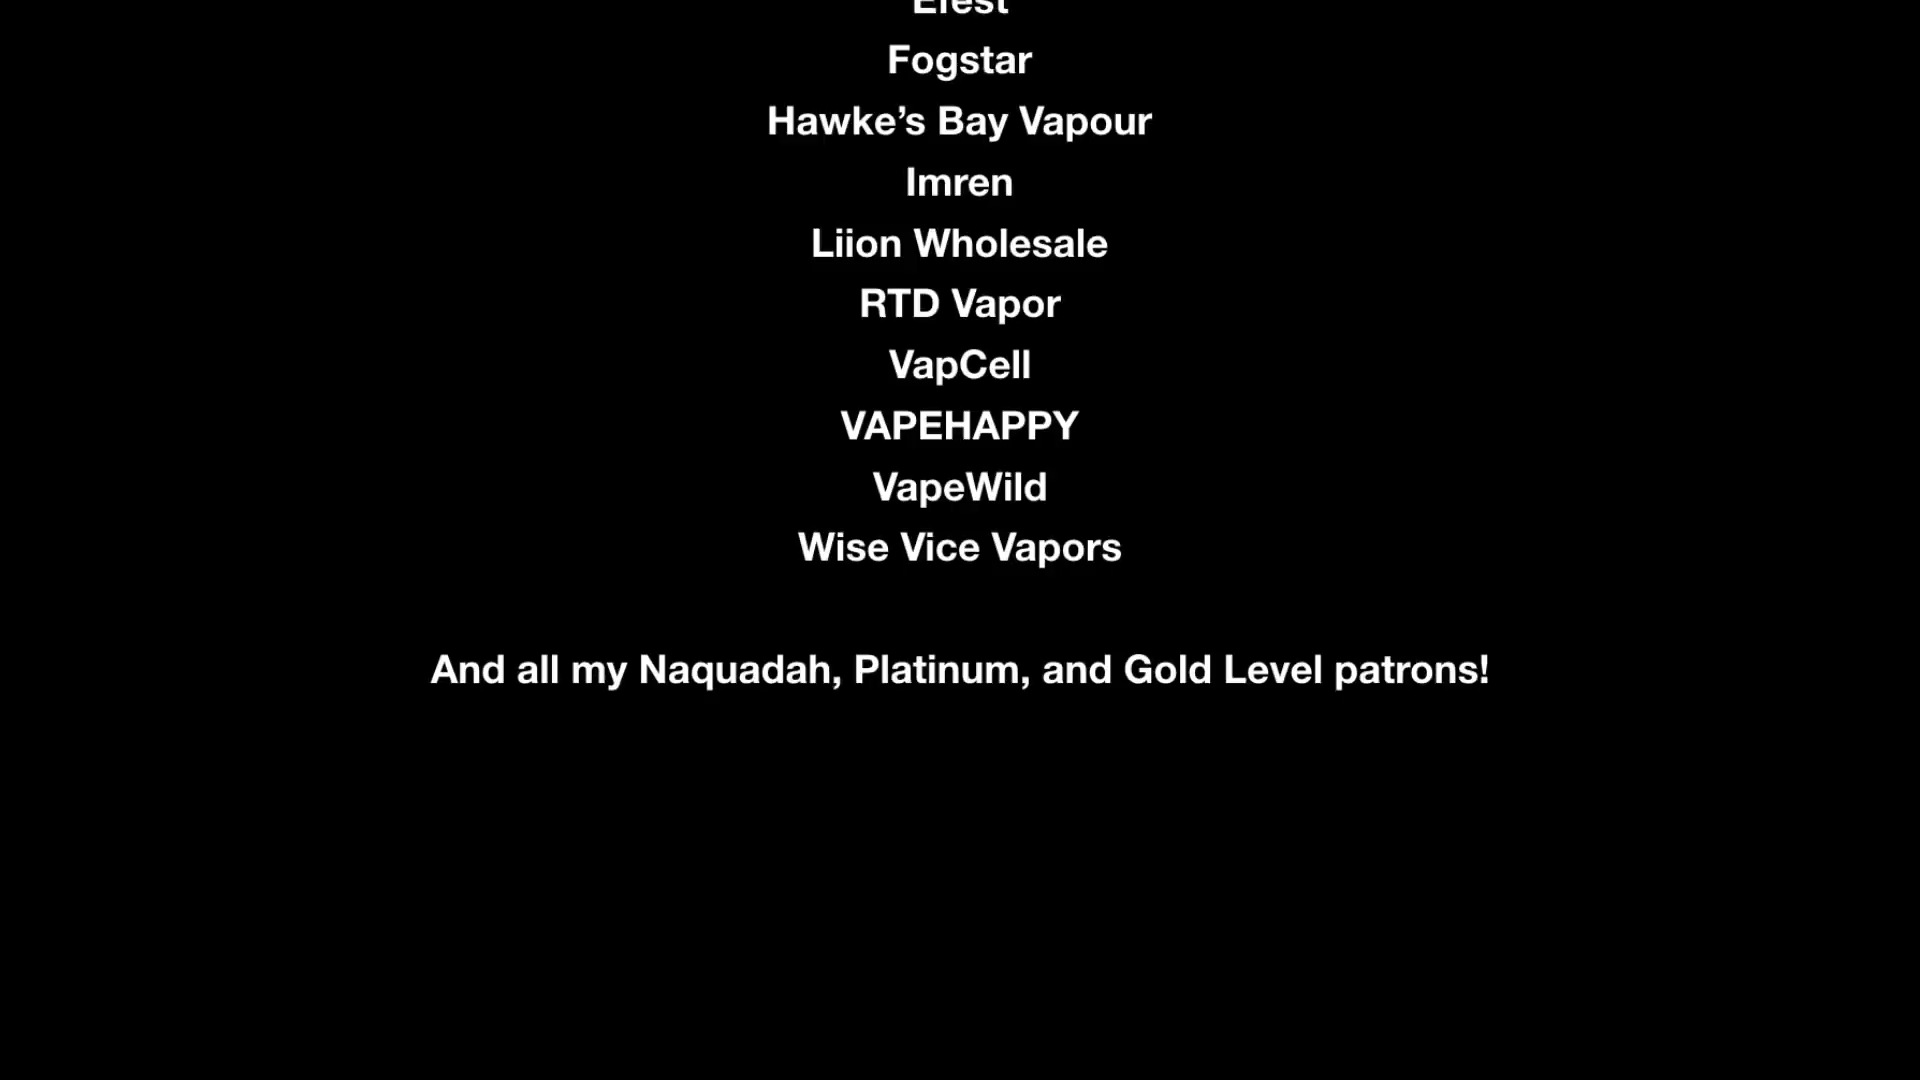 Efest
Fogstar
Hawke’s Bay Vapour
Imren
Liion Wholesale
RTD Vapor
VapCell
VAPEHAPPY
VapeWild
Wise Vice Vapors
And all my Naquadah, Platinum, and Gold Level patrons!